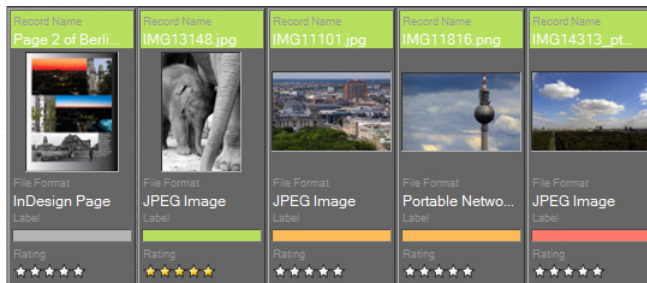 Record Name
Page 2 of Berli...
File Format
InDesign Page
Label
Rating
Record Name
IMG13148.jpg
File Format
JPEG Image
Label
Rating
Record Name
IMG11101.jpg
File Format
JPEG Image
Label
Rating
Record Name
IMG11816.png
File Format
Portable Netwo...
Label
Rating
Record Name
IMG14313_pt...
File Format
JPEG Image
Label
Rating